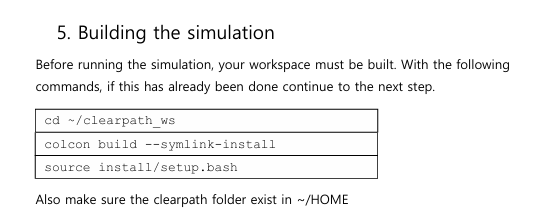 5. Building the simulation
Before running the simulation, your workspace must be built. With the following
commands, if this has already been done continue to the next step.
cd ~/clearpath_ws
colcon build --symlink-install
source install/setup.bash
Also make sure the clearpath folder exist in ~/HOME